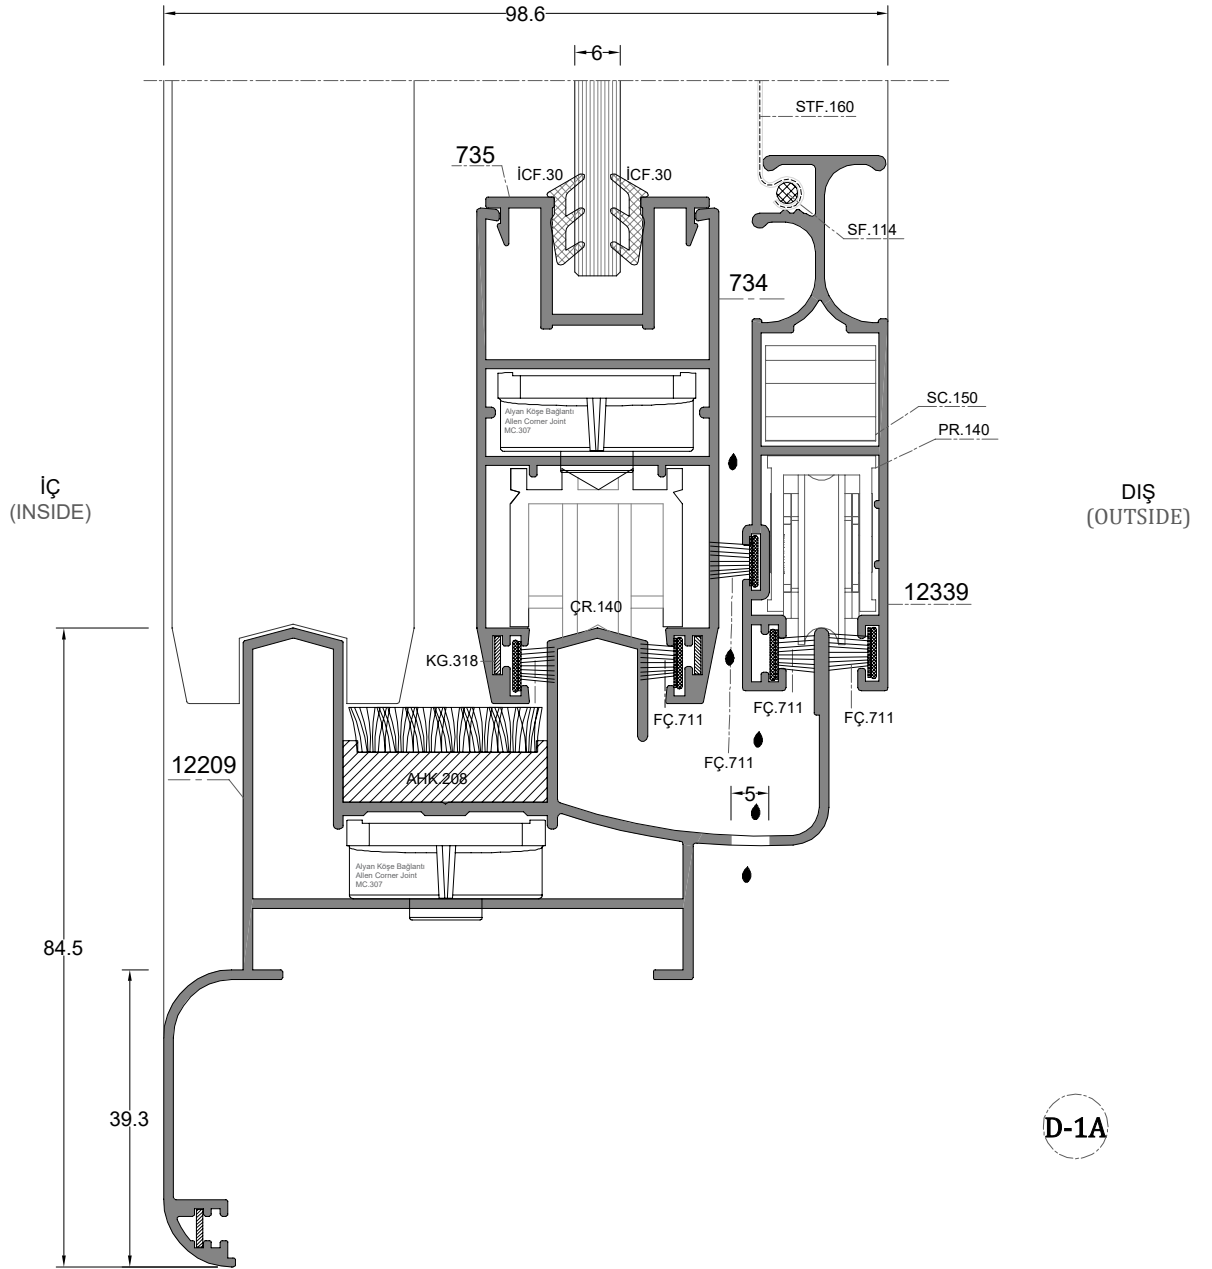 98.6
6
STF.160
735
İCF.30
İCF.30
SF.114
734
Alyan Köşe Bağlantı
Allen Corner Joint
MC.307
SC.150
PR.140
İÇ
(INSIDE)
DIŞ
(OUTSIDE)
12339
ÇR.140
KG.318
FÇ.711
FÇ.711
FÇ.711
FÇ.711
12209
AHK.208
5
Alyan Köşe Bağlantı
Allen Corner Joint
MC.307
84.5
39.3
D-1A